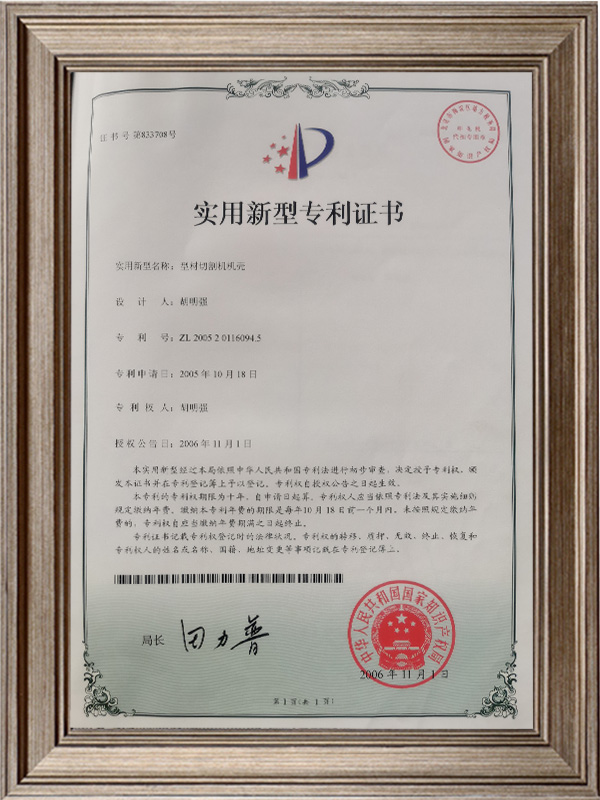 证书号第833708号
实用新型专利证书
实用新型名称：型材切割机机壳
设计人：胡明强
专利号：ZL 2005 2 0116094.5
专利申请日：2005年10月18日
专利权人：胡明强
授权公告日：2006年11月1日
本实用新型经过本局依照中华人民共和国专利法进行初步审查，决定授予专利权，颁
发本证书并在专利登记簿上予以登记。专利权自授权公告之日起生效。
本专利的专利权期限为十年，自申请日起算。专利权人应当依照专利法及其实施细则
规定缴纳年费。缴纳本专利年费的期限是每年10月18日前一个月内。未按照规定缴纳年
费的，专利权自应当缴纳年费期满之日起终止。
专利证书记载专利权登记时的法律状况。专利权的转移、质押、无效、终止、恢复和
专利权人的姓名或名称、国籍、地址变更等事项记载在专利登记簿上。
局长 田力普
中华人民共和国国家知识产权局
2006年11月1日
第1页(共1页)